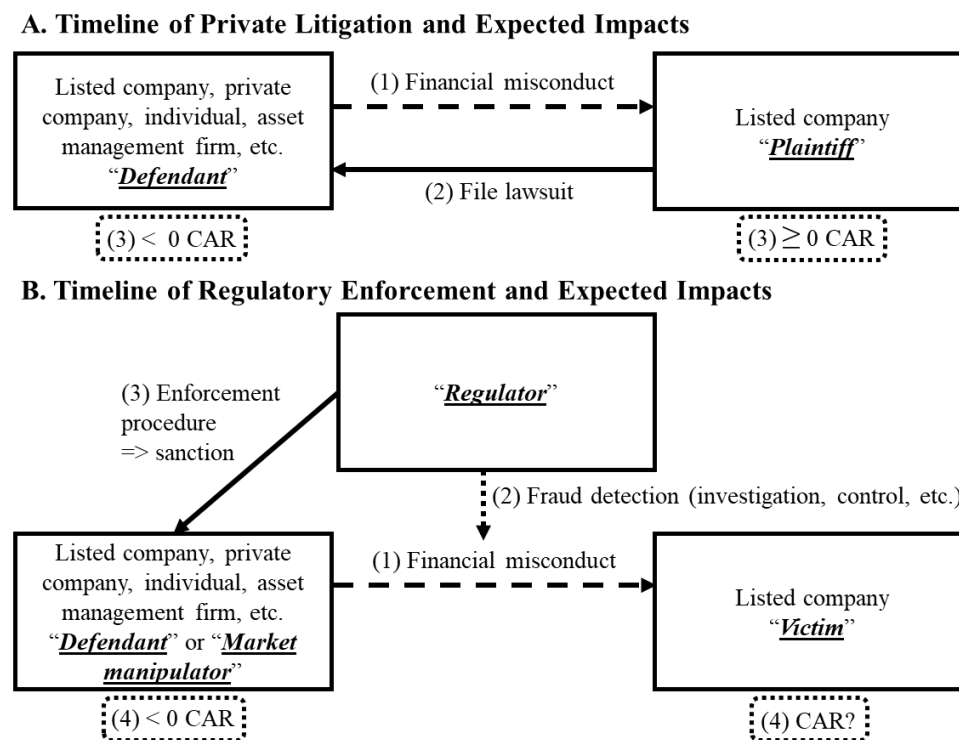 A. Timeline of Private Litigation and Expected Impacts
Listed company, private
company, individual, asset
management firm, etc.
“Defendant”
(1) Financial misconduct
(2) File lawsuit
Listed company
“Plaintiff”
(3) < 0 CAR
(3) ≥ 0 CAR
B. Timeline of Regulatory Enforcement and Expected Impacts
“Regulator”
(3) Enforcement
procedure
=> sanction
(2) Fraud detection (investigation, control, etc.)
Listed company, private
company, individual, asset
management firm, etc.
“Defendant” or “Market
manipulator”
(1) Financial misconduct
Listed company
“Victim”
(4) < 0 CAR
(4) CAR?